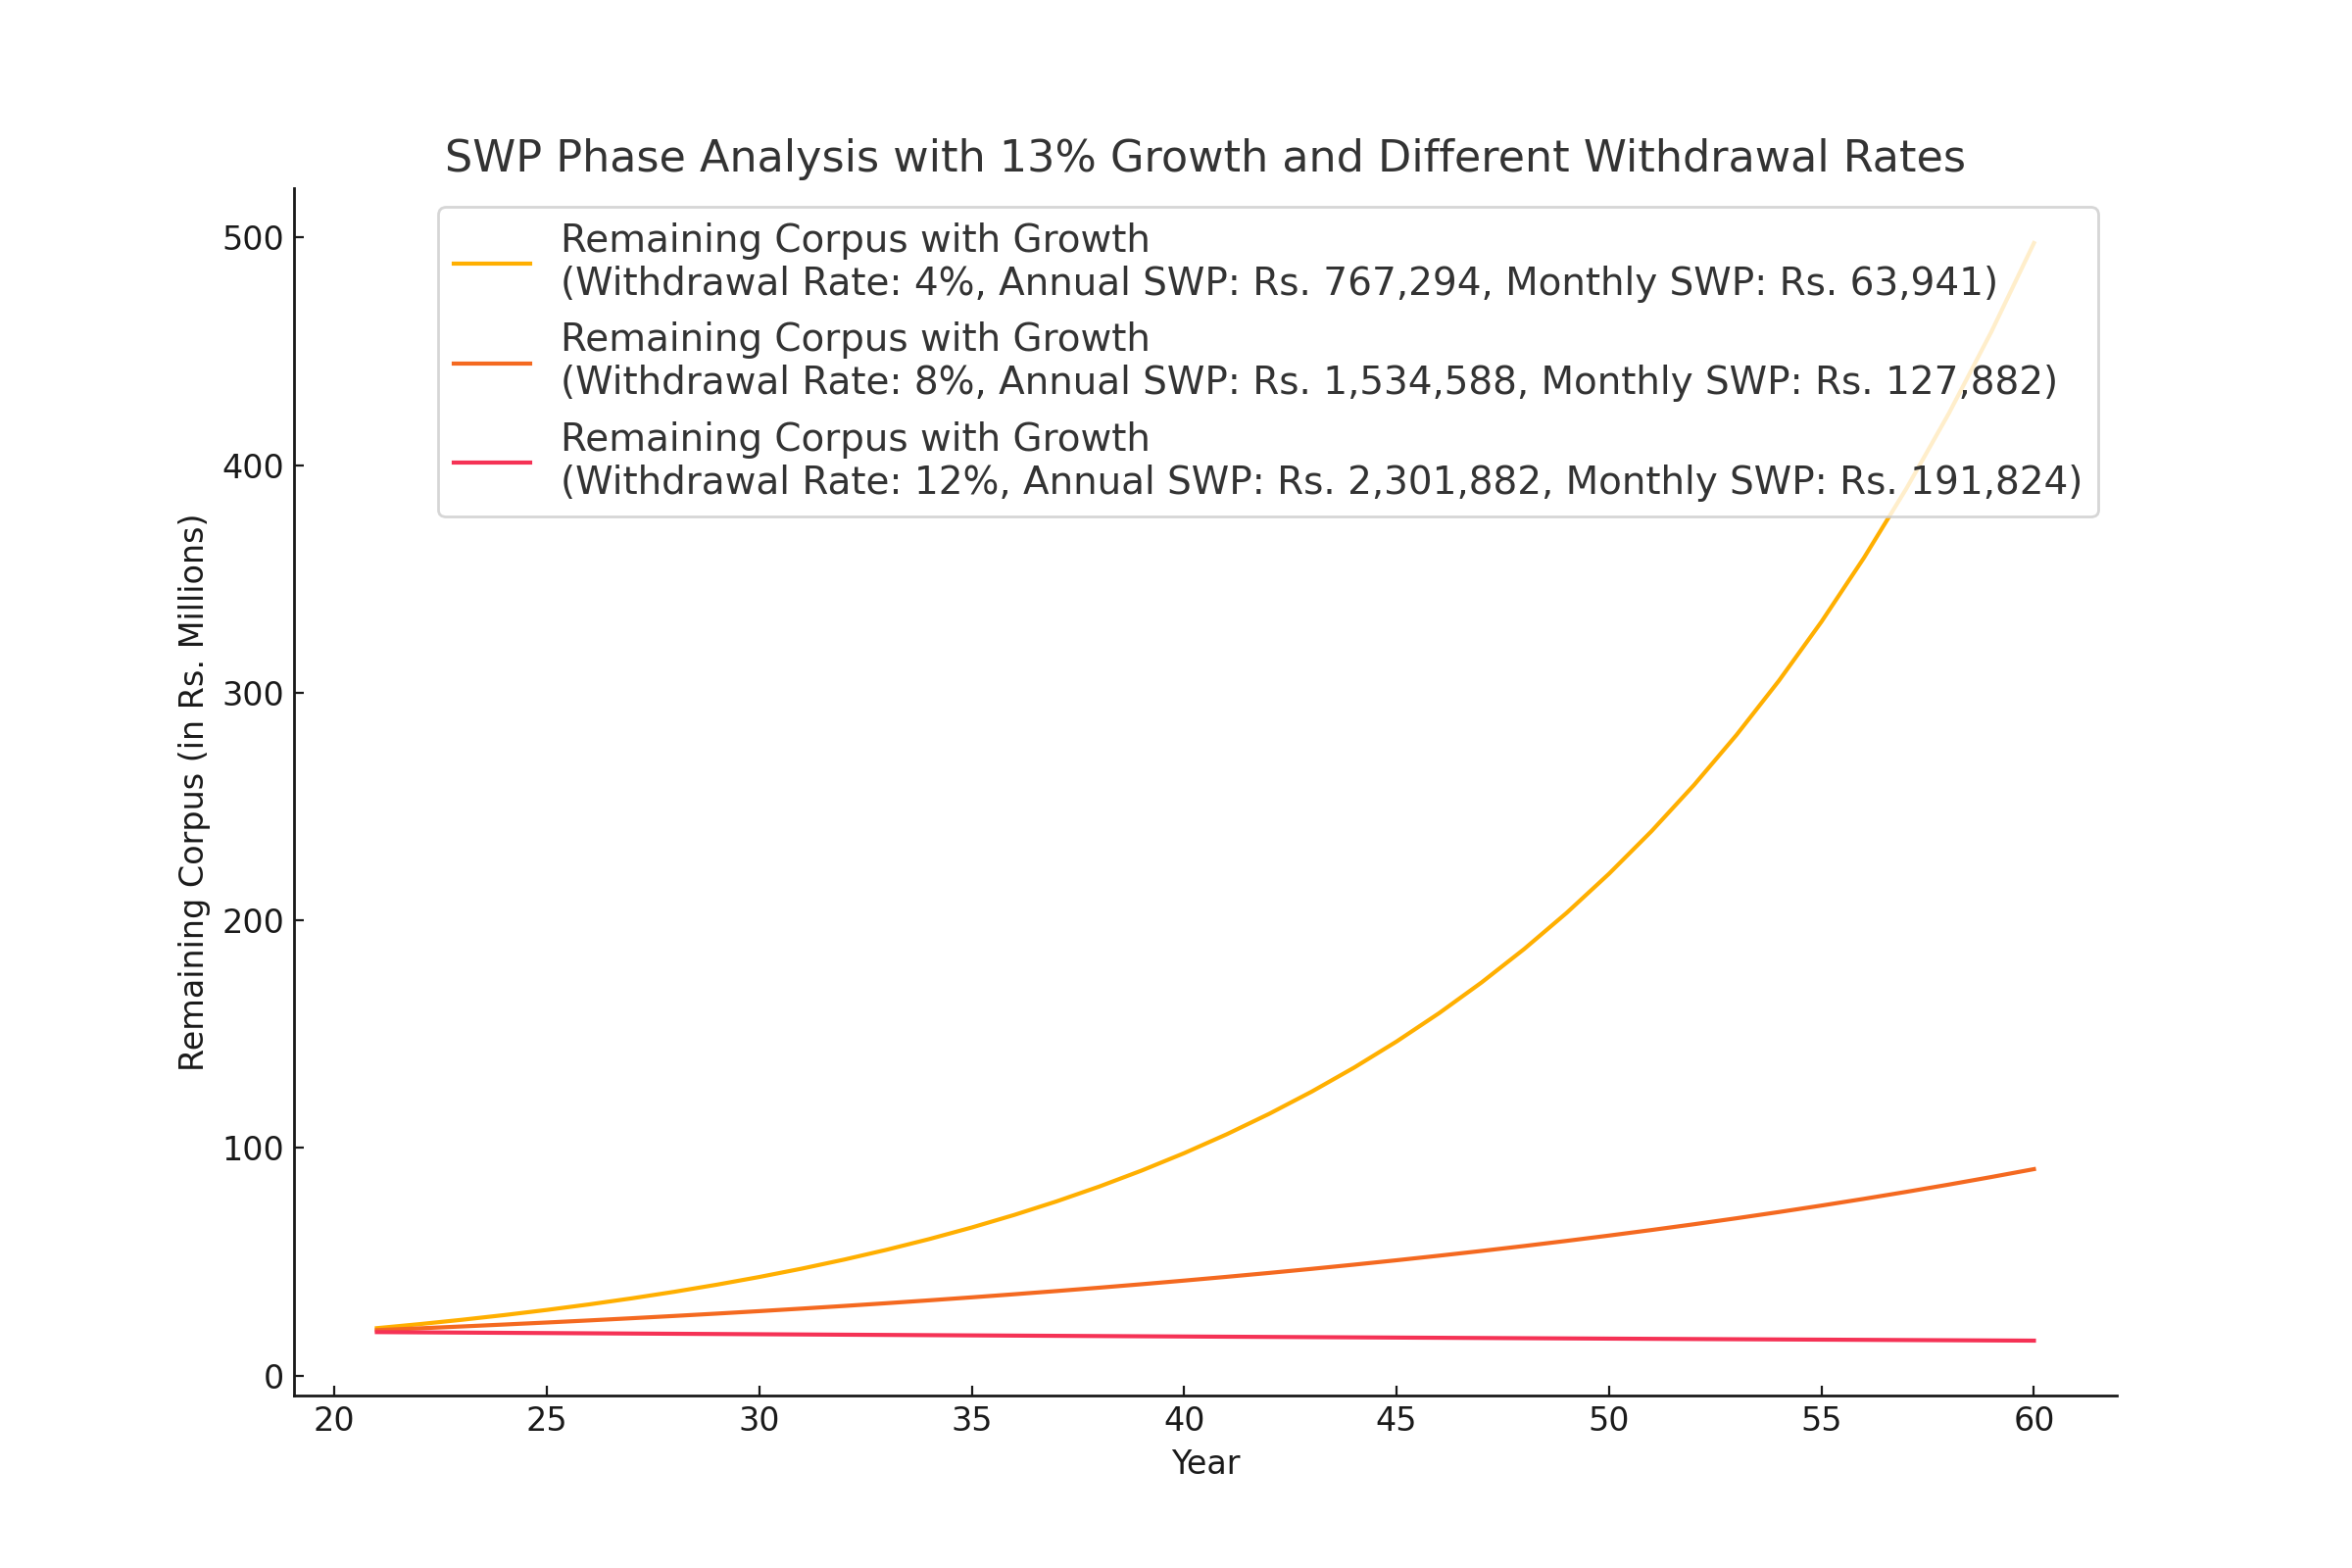 SWP Phase Analysis with 13% Growth and Different Withdrawal Rates
Remaining Corpus with Growth
(Withdrawal Rate: 4%, Annual SWP: Rs. 767,294, Monthly SWP: Rs. 63,941)
Remaining Corpus with Growth
(Withdrawal Rate: 8%, Annual SWP: Rs. 1,534,588, Monthly SWP: Rs. 127,882)
Remaining Corpus with Growth
(Withdrawal Rate: 12%, Annual SWP: Rs. 2,301,882, Monthly SWP: Rs. 191,824)
Remaining Corpus (in Rs. Millions)
500
400
300
200
100
0
20 25 30 35 40 45 50 55 60
Year